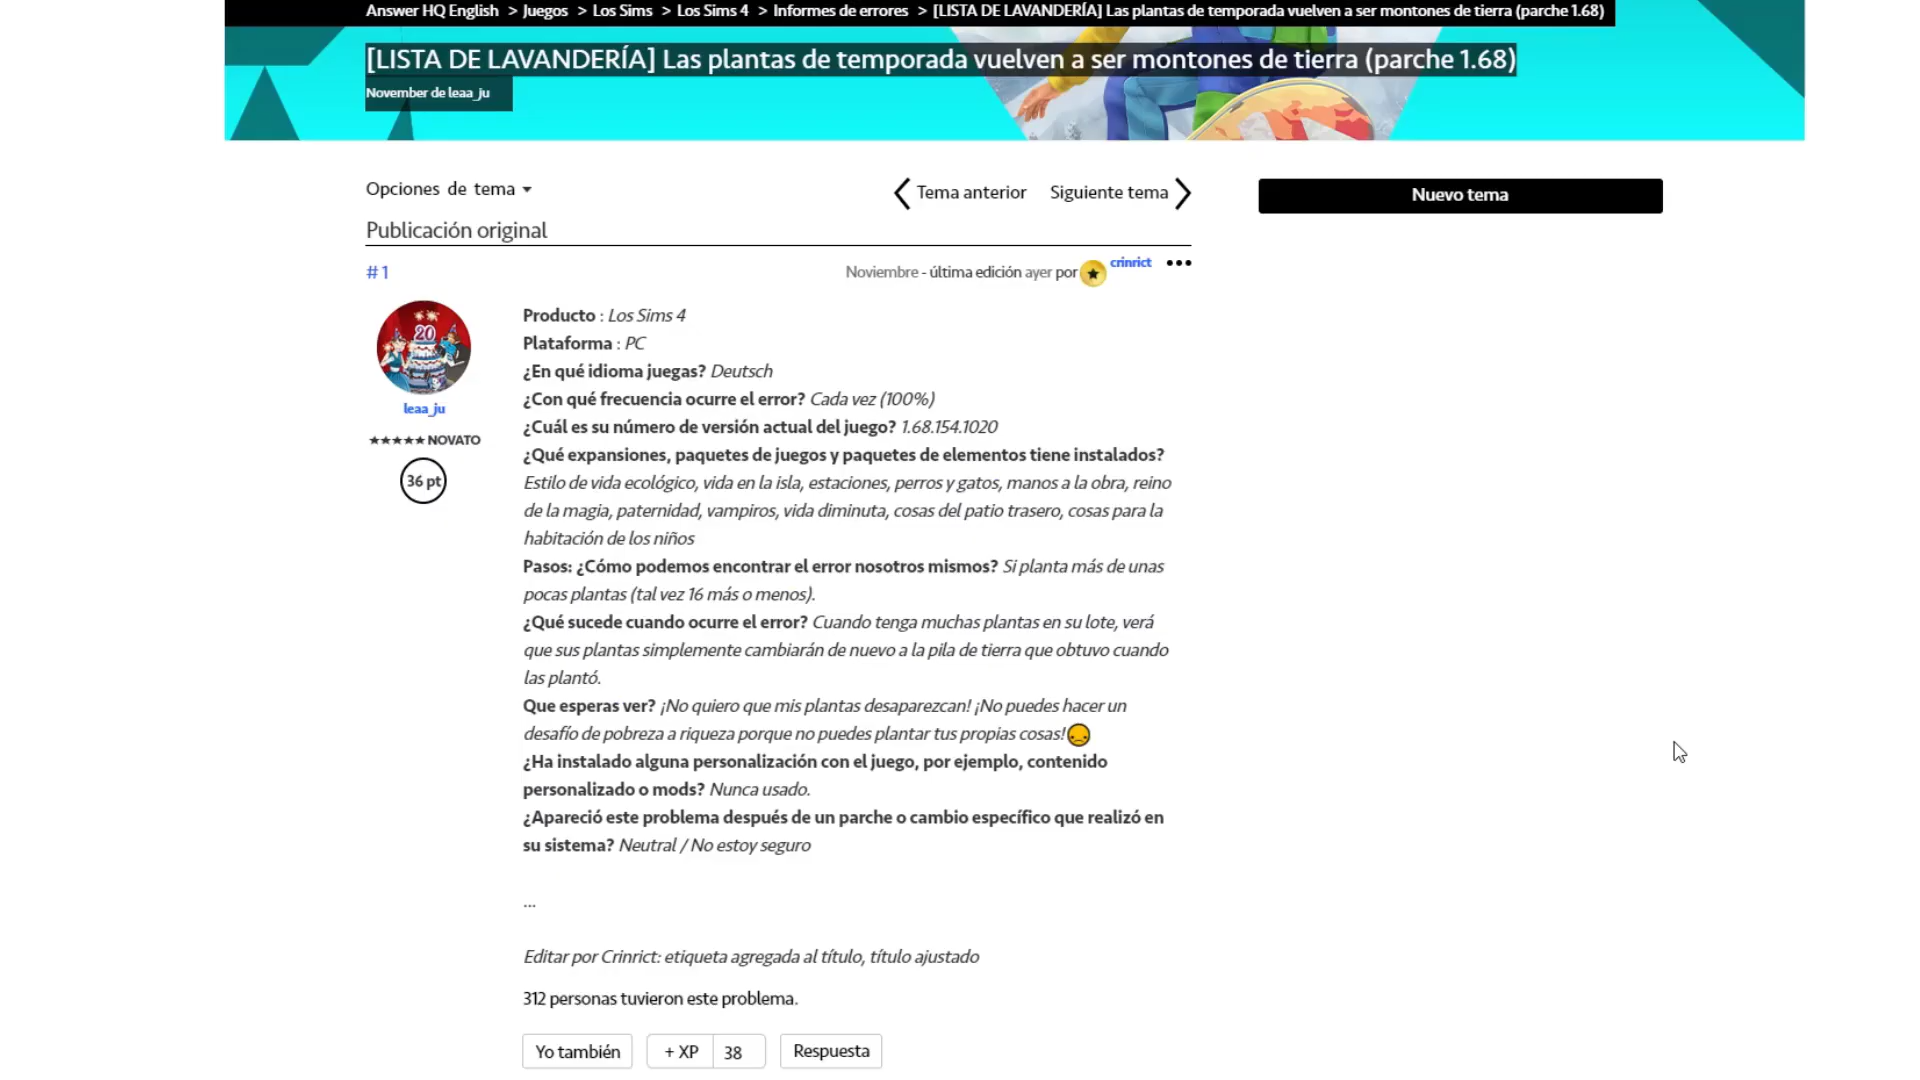 Answer HQ English > Juegos > Los Sims > Los Sims 4 > Informes de errores > [LISTA DE LAVANDERÍA] Las plantas de temporada vuelven a ser montones de tierra (parche 1.68)
[LISTA DE LAVANDERÍA] Las plantas de temporada vuelven a ser montones de tierra (parche 1.68)
November de leaa_ju
Opciones de tema
Tema anterior
Siguiente tema
Nuevo tema
Publicación original
#1
Noviembre - última edición ayer por crinrict
20
leaa_ju
★★★★★ NOVATO
36 pt
Producto : Los Sims 4
Plataforma : PC
¿En qué idioma juegas? Deutsch
¿Con qué frecuencia ocurre el error? Cada vez (100%)
¿Cuál es su número de versión actual del juego? 1.68.154.1020
¿Qué expansiones, paquetes de juegos y paquetes de elementos tiene instalados?
Estilo de vida ecológico, vida en la isla, estaciones, perros y gatos, manos a la obra, reino
de la magia, paternidad, vampiros, vida diminuta, cosas del patio trasero, cosas para la
habitación de los niños
Pasos: ¿Cómo podemos encontrar el error nosotros mismos? Si planta más de unas
pocas plantas (tal vez 16 más o menos).
¿Qué sucede cuando ocurre el error? Cuando tenga muchas plantas en su lote, verá
que sus plantas simplemente cambiarán de nuevo a la pila de tierra que obtuvo cuando
las plantó.
Que esperas ver? ¡No quiero que mis plantas desaparezcan! ¡No puedes hacer un
desafío de pobreza a riqueza porque no puedes plantar tus propias cosas!
¿Ha instalado alguna personalización con el juego, por ejemplo, contenido
personalizado o mods? Nunca usado.
¿Apareció este problema después de un parche o cambio específico que realizó en
su sistema? Neutral / No estoy seguro
...
Editar por Crinrict: etiqueta agregada al título, título ajustado
312 personas tuvieron este problema.
Yo también
+ XP
38
Respuesta